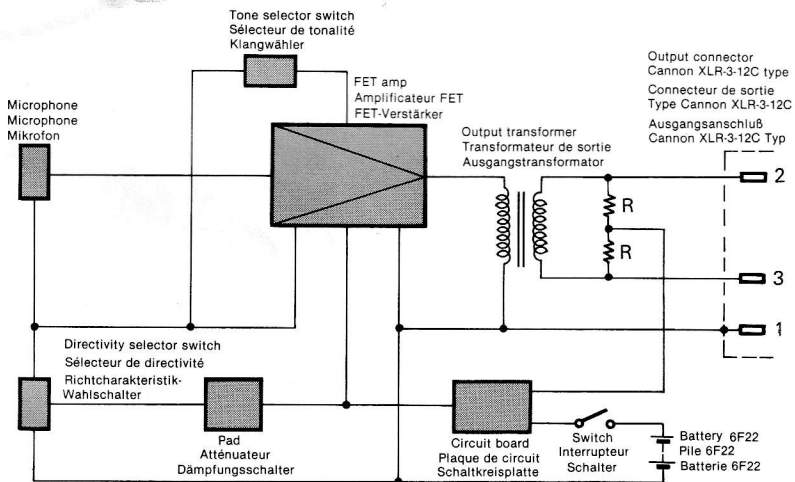 Tone selector switch
Sélecteur de tonalité
Klangwähler
FET amp
Amplificateur FET
FET-Verstärker
Output connector
Cannon XLR-3-12C type
Connecteur de sortie
Type Cannon XLR-3-12C
Ausgangsanschluß
Cannon XLR-3-12C Typ
Microphone
Microphone
Mikrofon
Output transformer
Transformateur de sortie
Ausgangstransformator
2
R
R
3
1
Directivity selector switch
Sélecteur de directivité
Richtcharakteristik-
Wahlschalter
Pad
Atténuateur
Dämpfungsschalter
Circuit board
Plaque de circuit
Schaltkreisplatte
Switch
Interrupteur
Schalter
Battery 6F22
Pile 6F22
Batterie 6F22